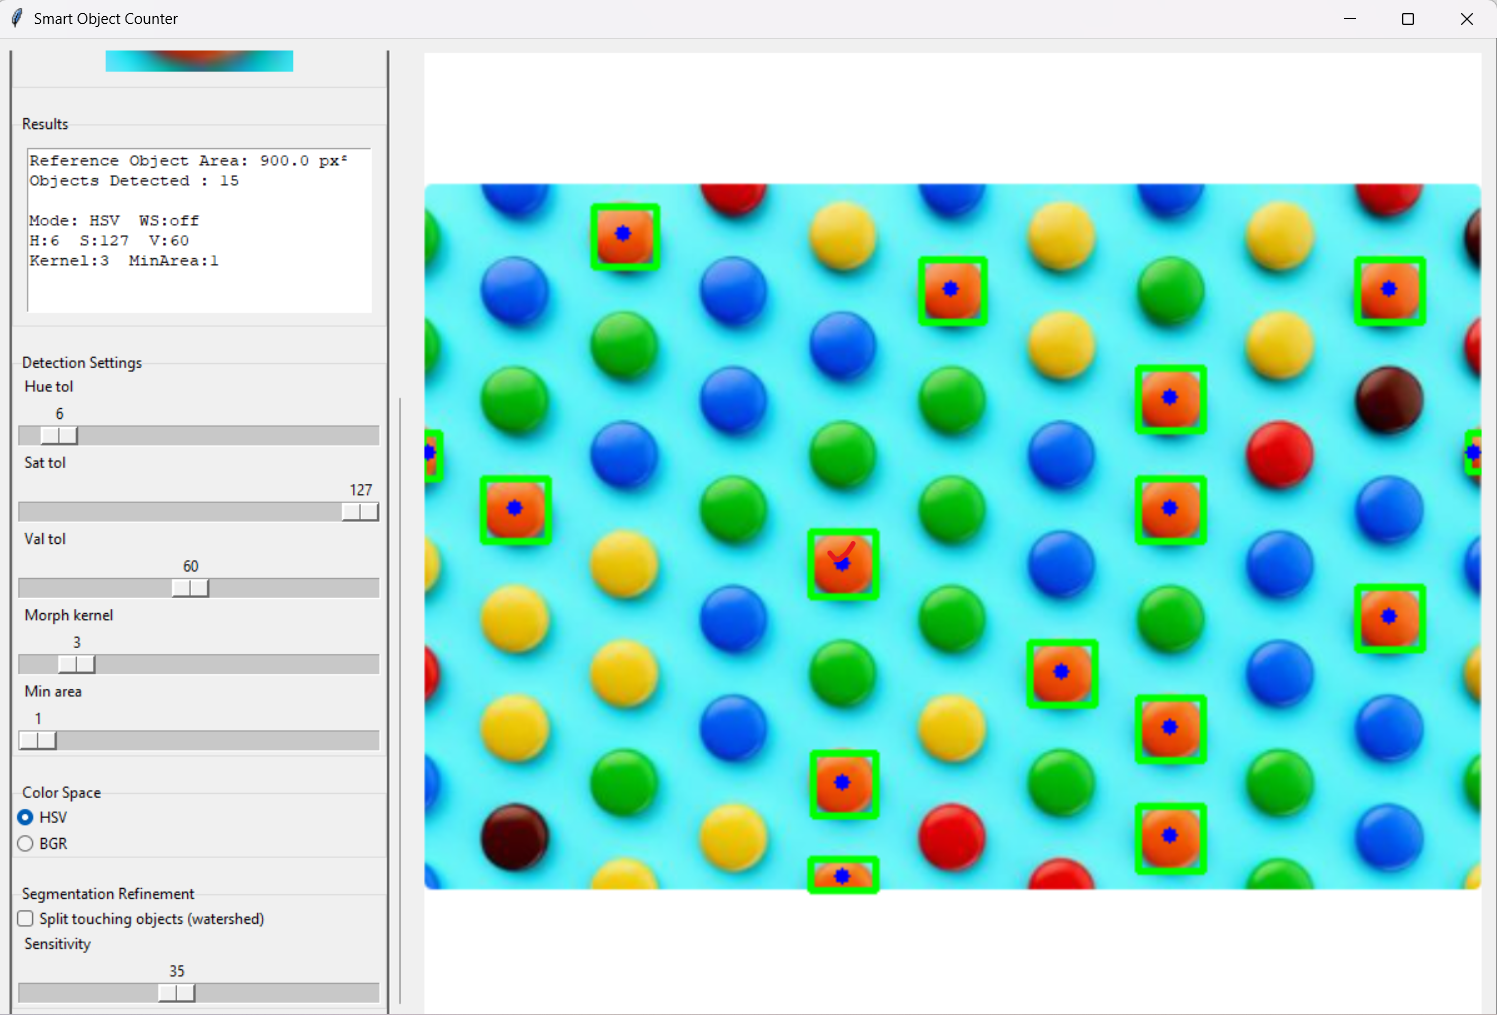 Smart Object Counter
Results
Reference Object Area: 900.0 px²
Objects Detected : 15
Mode: HSV  WS:off
H:6  S:127  V:60
Kernel:3  MinArea:1
Detection Settings
Hue tol
6
Sat tol
127
Val tol
60
Morph kernel
3
Min area
1
Color Space
HSV
BGR
Segmentation Refinement
Split touching objects (watershed)
Sensitivity
35